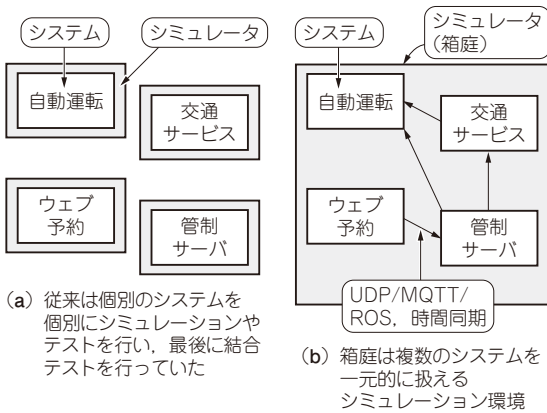 システム
シミュレータ
自動運転
交通
サービス
ウェブ
予約
管制
サーバ
(a) 従来は個別のシステムを
個別にシミュレーションや
テストを行い，最後に結合
テストを行っていた
システム
シミュレータ
(箱庭)
自動運転
交通
サービス
ウェブ
予約
管制
サーバ
UDP/MQTT/
ROS，時間同期
(b) 箱庭は複数のシステムを
一元的に扱える
シミュレーション環境